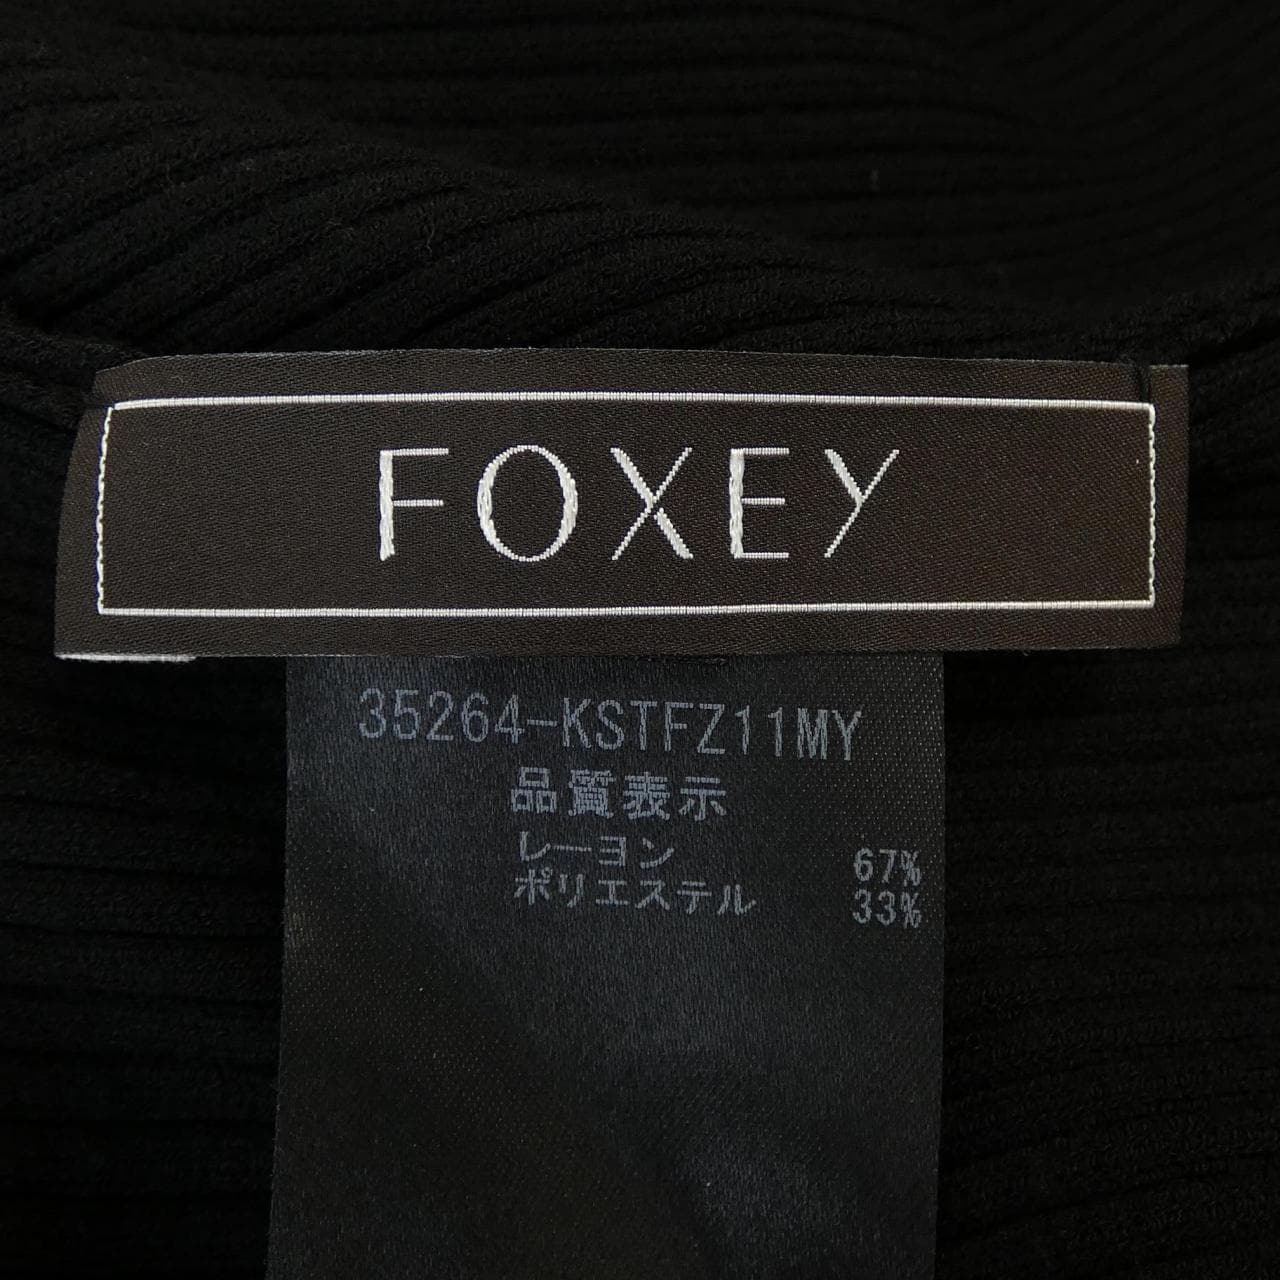 FOXEY
35264-KSTFZ11MY
品質表示
レーヨン 67%
ポリエステル 33%